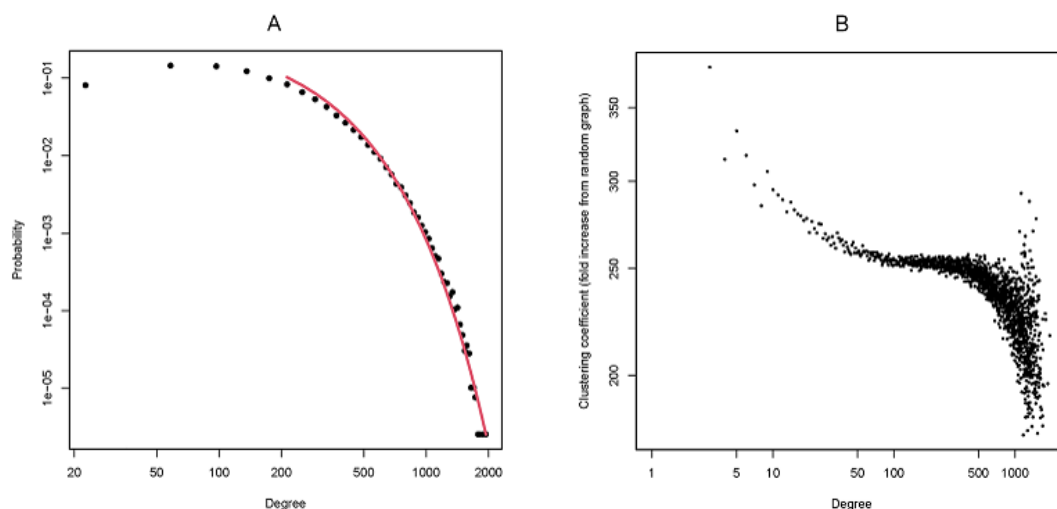 A
Probability
1e-01
1e-02
1e-03
1e-04
1e-05
20 50 100 200 500 1000 2000
Degree
B
Clustering coefficient (fold increase from random graph)
350
300
250
200
1 5 10 50 100 500 1000
Degree